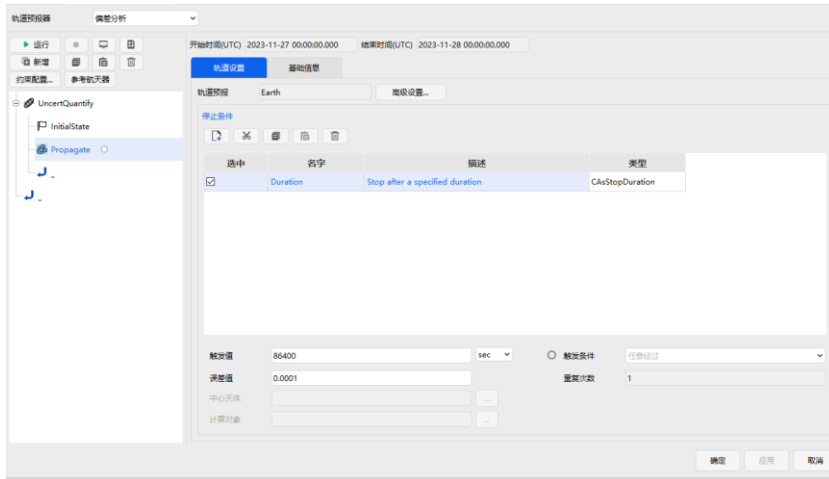 轨道预报器 偏差分析
运行
新增
约束配置... 参考航天器
UncertQuantify
InitialState
Propagate
-
-
开始时间(UTC) 2023-11-27 00:00:00.000 结束时间(UTC) 2023-11-28 00:00:00.000
轨道设置 基础信息
轨道预报 Earth 高级设置...
停止条件
选中 名字 描述 类型
Duration Stop after a specified duration CAsStopDuration
触发值 86400 sec 触发条件 任意经过
误差值 0.0001 重复次数 1
中心天体 ...
计算对象 ...
确定 应用 取消